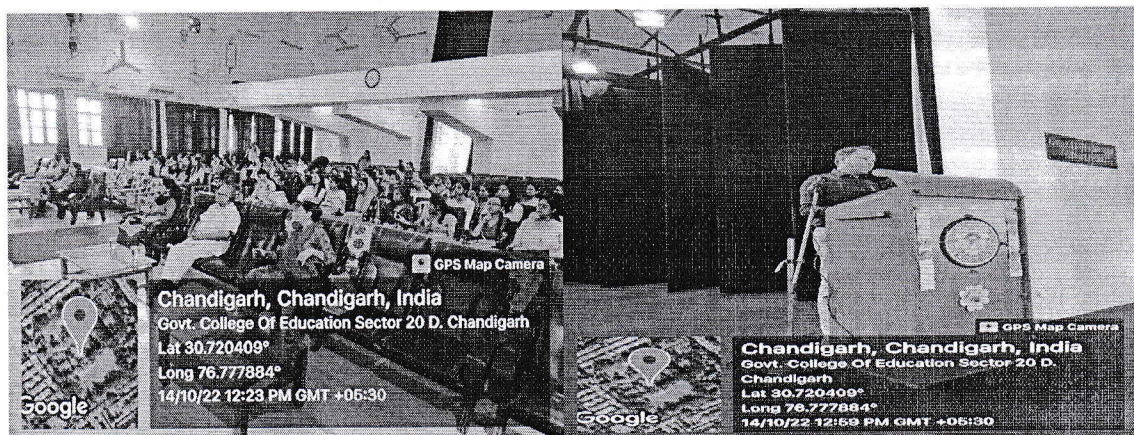 GPS Map Camera
Chandigarh, Chandigarh, India
Govt. College Of Education Sector 20 D. Chandigarh
Lat 30.720409°
Long 76.777884°
14/10/22 12:23 PM GMT +05:30
Google
GPS Map Camera
Chandigarh, Chandigarh, India
Govt. College Of Education Sector 20 D.
Chandigarh
Lat 30.720409°
Long 76.777884°
14/10/22 12:59 PM GMT +05:30
Google